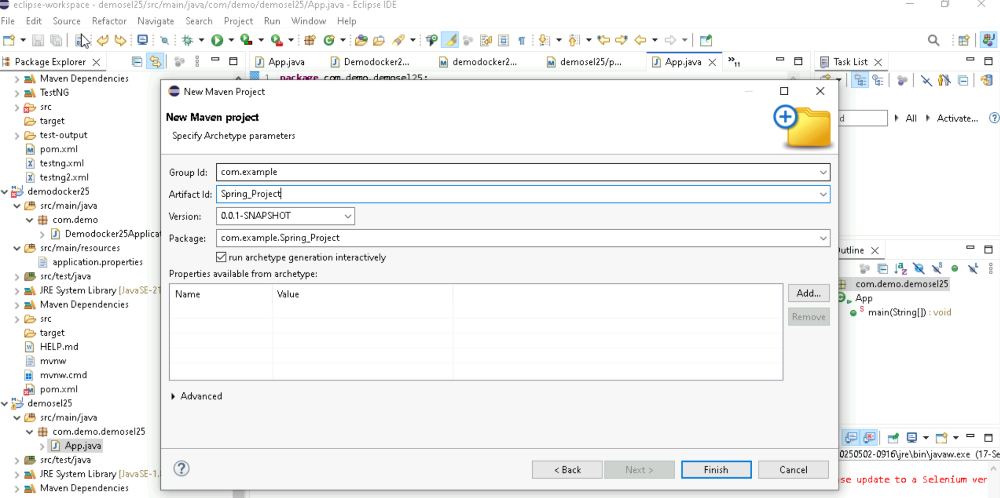 eclipse-workspace - demosel25/src/main/java/com/demo/demosel25/App.java - Eclipse IDE
File Edit Source Refactor Navigate Search Project Run Window Help
Package Explorer
App.java Demodocker2... demodocker2... demosel25/p... App.java »11
Task List
Maven Dependencies
TestNG
src
target
test-output
pom.xml
testng.xml
testng2.xml
demodocker25
src/main/java
com.demo
Demodocker25Applicat
src/main/resources
application.properties
src/test/java
JRE System Library [JavaSE-21
Maven Dependencies
src
target
HELP.md
mvnw
mvnw.cmd
pom.xml
demosel25
src/main/java
com.demo.demosel25
App.java
src/test/java
JRE System Library [JavaSE-1.8
Maven Dependencies
1 package com.demo.demosel25;
New Maven Project
New Maven project
Specify Archetype parameters
Group Id: com.example
Artifact Id: Spring_Project
Version: 0.0.1-SNAPSHOT
Package: com.example.Spring_Project
run archetype generation interactively
Properties available from archetype:
Name Value
Add...
Remove
Advanced
< Back Next > Finish Cancel
d All Activate...
Outline
com.demo.demosel25
App
main(String[]) : void
0250502-0916\jre\bin\javaw.exe (17-Se
se update to a Selenium ver